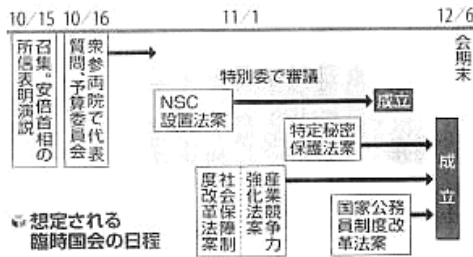 10/15 10/16 11/1 12/6
召集。安倍首相の
所信表明演説
衆参両院で代表
質問、予算委員会
会期末
特別委で審議
NSC
設置法案
成立
特定秘密
保護法案
産業競争力
強化法案
社会保障制
度改革法案
国家公務
員制度改
革法案
成立
想定される
臨時国会の日程